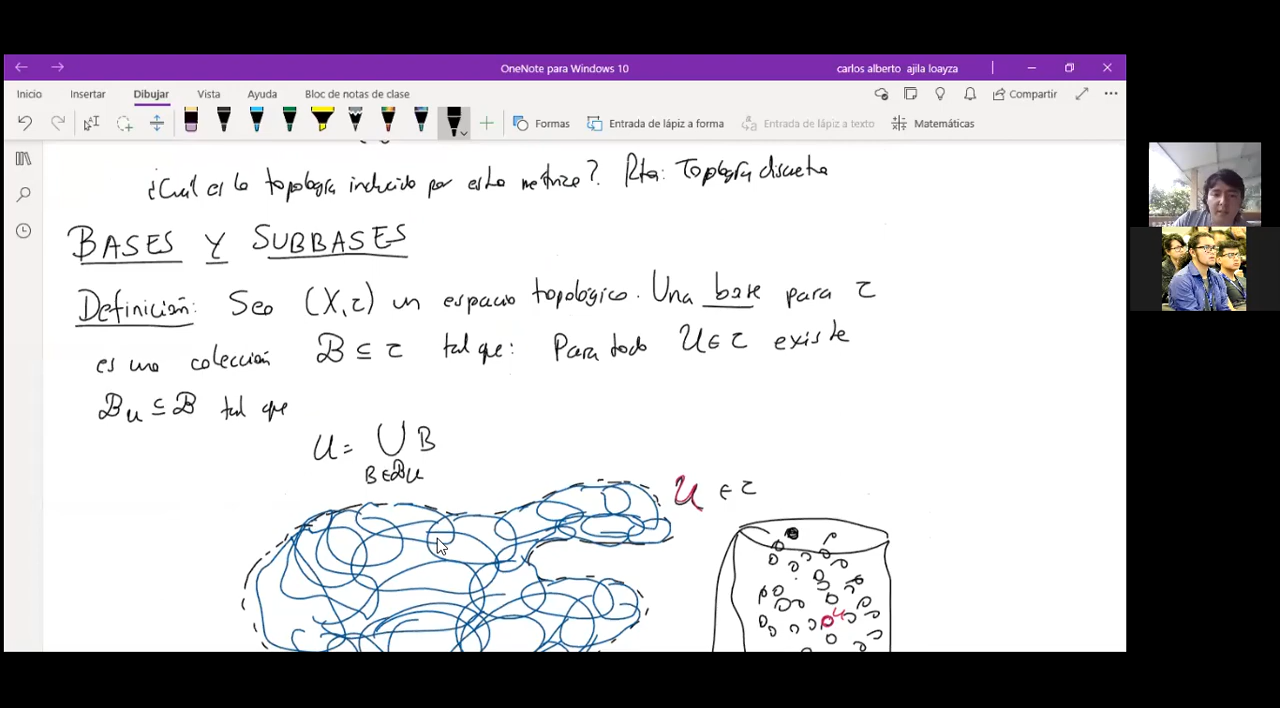 OneNote para Windows 10
carlos alberto ajila loayza
Inicio
Insertar
Dibujar
Vista
Ayuda
Bloc de notas de clase
Compartir
Formas
Entrada de lápiz a forma
Entrada de lápiz a texto
Matemáticas
¿Cuál es la topología inducida por esta metrica?. Rta: Topología discreta
BASES Y SUBBASES
Definición: Sea (X,τ) un espacio topológico. Una base para τ
es una colección ℬ ⊆ τ tal que: Para todo U ∈ τ existe
ℬu ⊆ ℬ tal que
U = ⋃ B
B∈ℬu
U ∈ τ